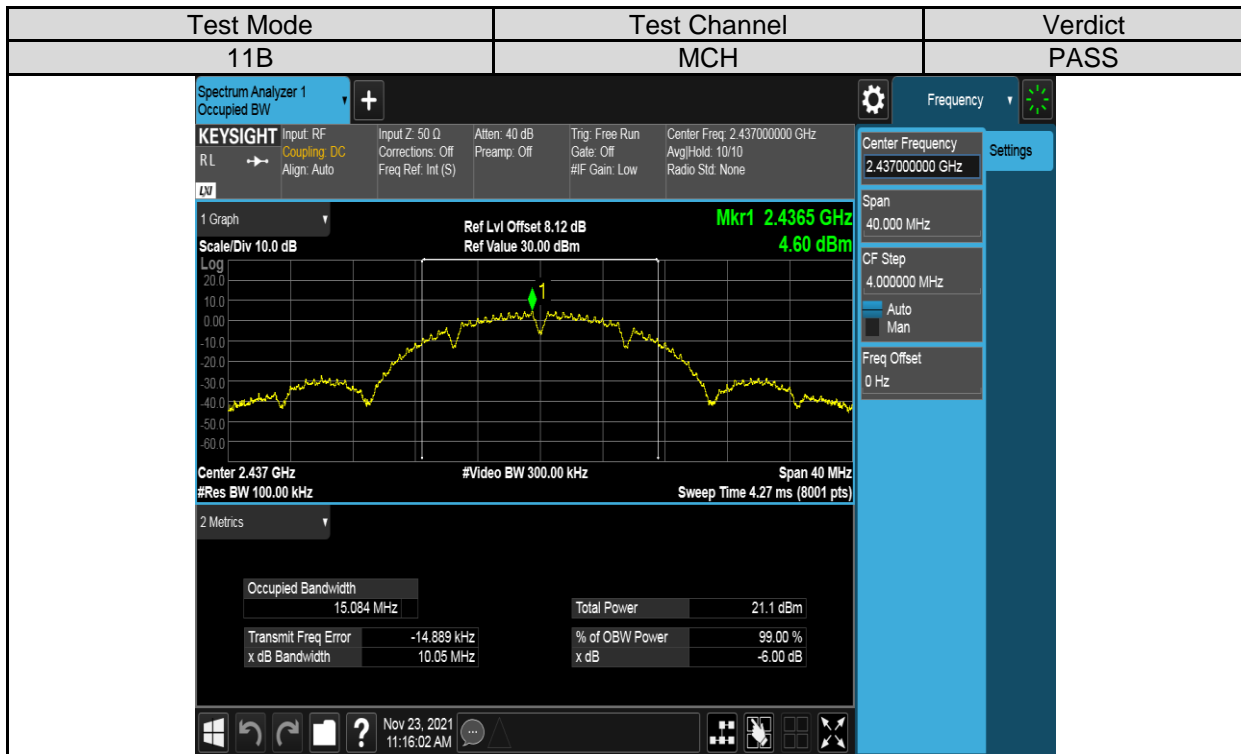 Test Mode Test Channel Verdict
11B MCH PASS
Spectrum Analyzer 1
Occupied BW
+
Frequency
KEYSIGHT Input: RF Input Z: 50 Ω Atten: 40 dB Trig: Free Run Center Freq: 2.437000000 GHz
RL Coupling: DC Corrections: Off Preamp: Off Gate: Off Avg|Hold: 10/10
Align: Auto Freq Ref: Int (S) #IF Gain: Low Radio Std: None
LXI
Center Frequency
2.437000000 GHz
Settings
Span
40.000 MHz
CF Step
4.000000 MHz
Auto
Man
Freq Offset
0 Hz
1 Graph
Ref Lvl Offset 8.12 dB
Mkr1 2.4365 GHz
Scale/Div 10.0 dB Ref Value 30.00 dBm 4.60 dBm
Log
20.0
10.0
1
0.00
-10.0
-20.0
-30.0
-40.0
-50.0
-60.0
Center 2.437 GHz #Video BW 300.00 kHz Span 40 MHz
#Res BW 100.00 kHz Sweep Time 4.27 ms (8001 pts)
2 Metrics
Occupied Bandwidth
15.084 MHz
Total Power 21.1 dBm
Transmit Freq Error -14.889 kHz % of OBW Power 99.00 %
x dB Bandwidth 10.05 MHz x dB -6.00 dB
?
Nov 23, 2021
11:16:02 AM